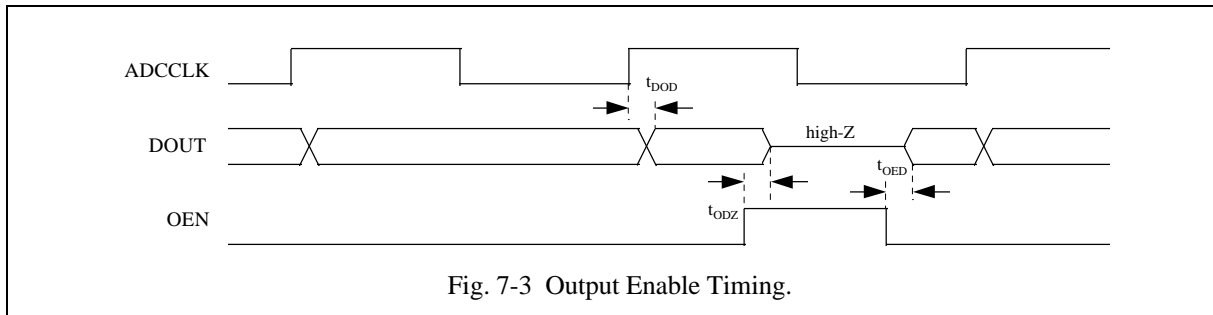 ADCCLK
tDOD
DOUT
high-Z
tOED
tODZ
OEN
Fig. 7-3 Output Enable Timing.